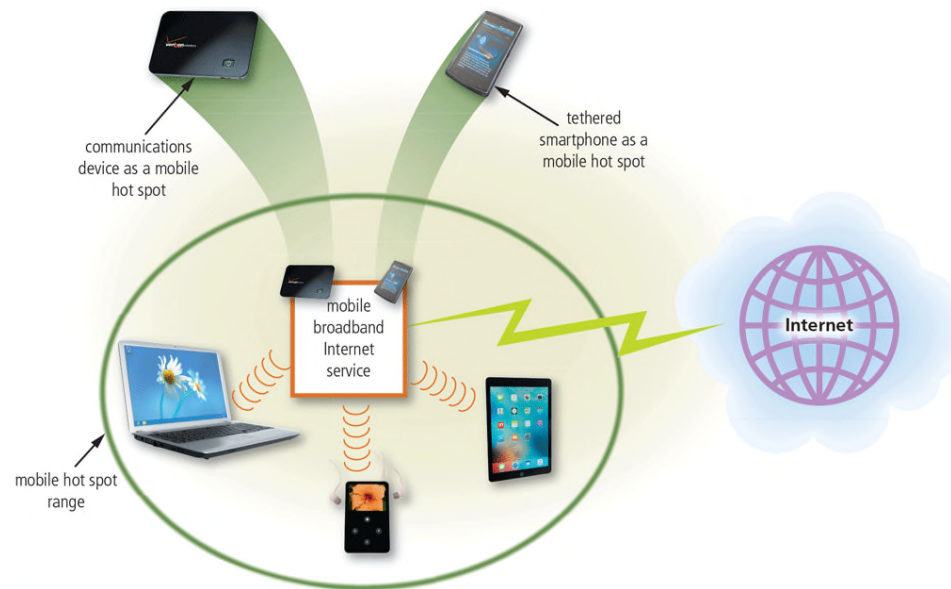 verizon
communications
device as a mobile
hot spot
tethered
smartphone as a
mobile hot spot
mobile
broadband
Internet
service
Internet
mobile hot spot
range